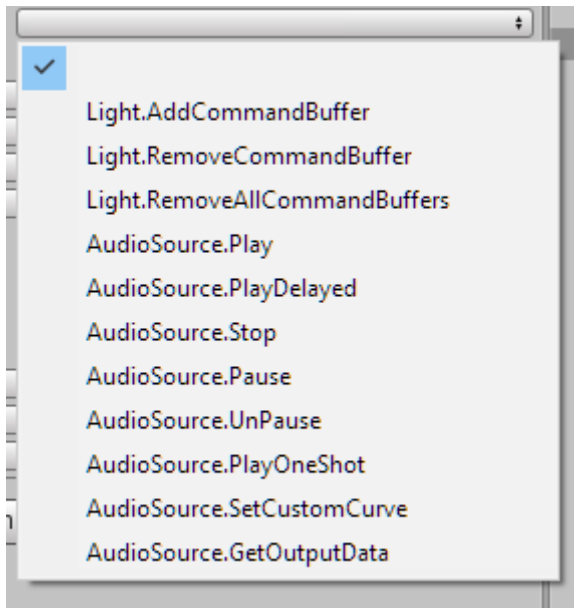 Light.AddCommandBuffer
Light.RemoveCommandBuffer
Light.RemoveAllCommandBuffers
AudioSource.Play
AudioSource.PlayDelayed
AudioSource.Stop
AudioSource.Pause
AudioSource.UnPause
AudioSource.PlayOneShot
AudioSource.SetCustomCurve
AudioSource.GetOutputData